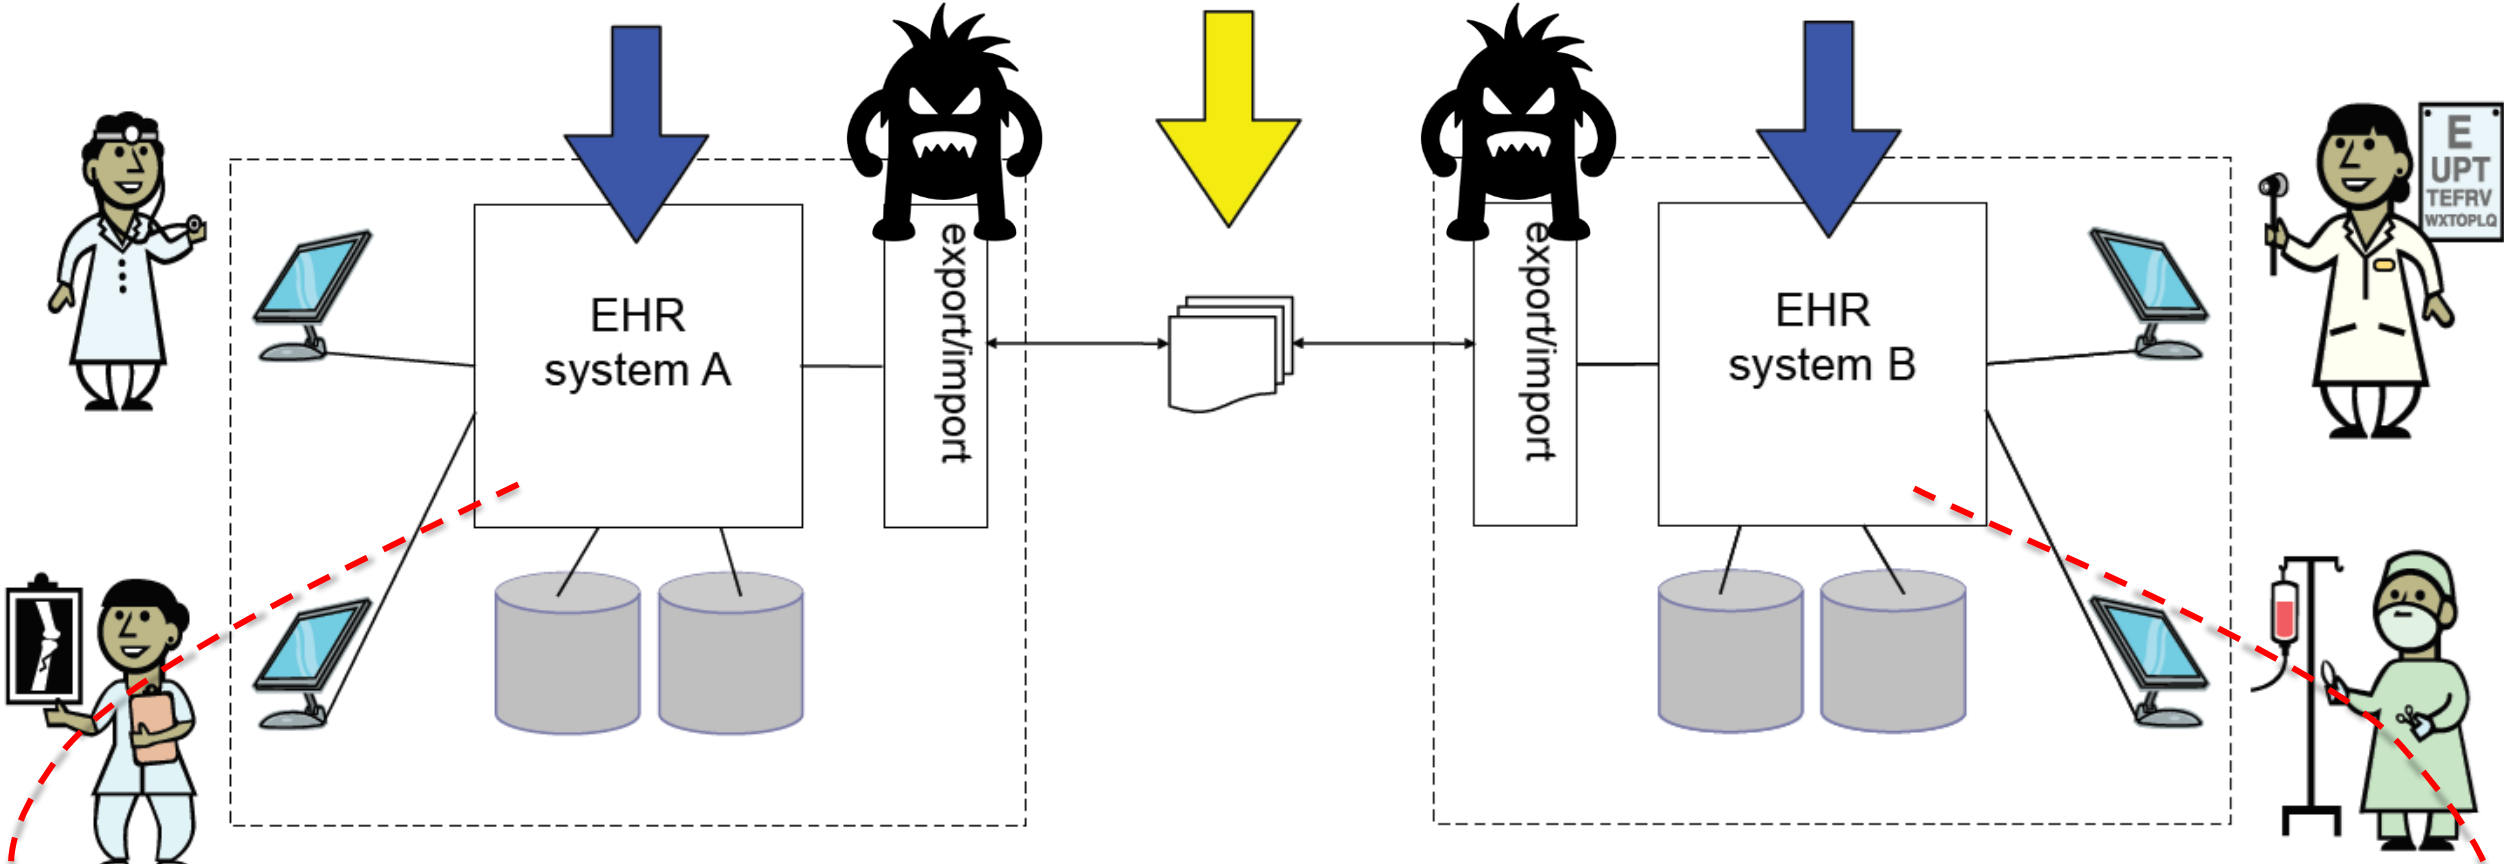 EHR
system A
export/import
export/import
EHR
system B
E
UPT
TEFRV
WXTOPLQ